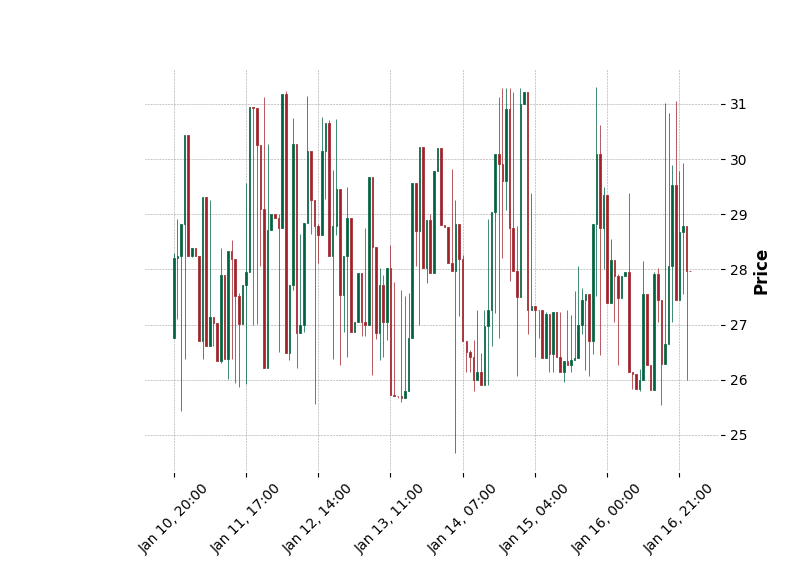 31
30
29
28
27
26
25
Price
Jan 10, 20:00
Jan 11, 17:00
Jan 12, 14:00
Jan 13, 11:00
Jan 14, 07:00
Jan 15, 04:00
Jan 16, 00:00
Jan 16, 21:00